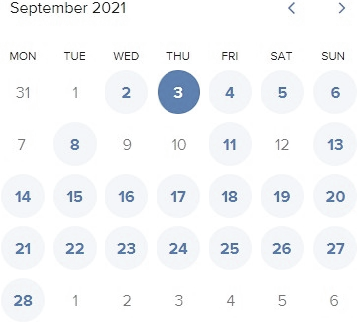 September 2021
MON TUE WED THU FRI SAT SUN
31 1 2 3 4 5 6
7 8 9 10 11 12 13
14 15 16 17 18 19 20
21 22 23 24 25 26 27
28 1 2 3 4 5 6